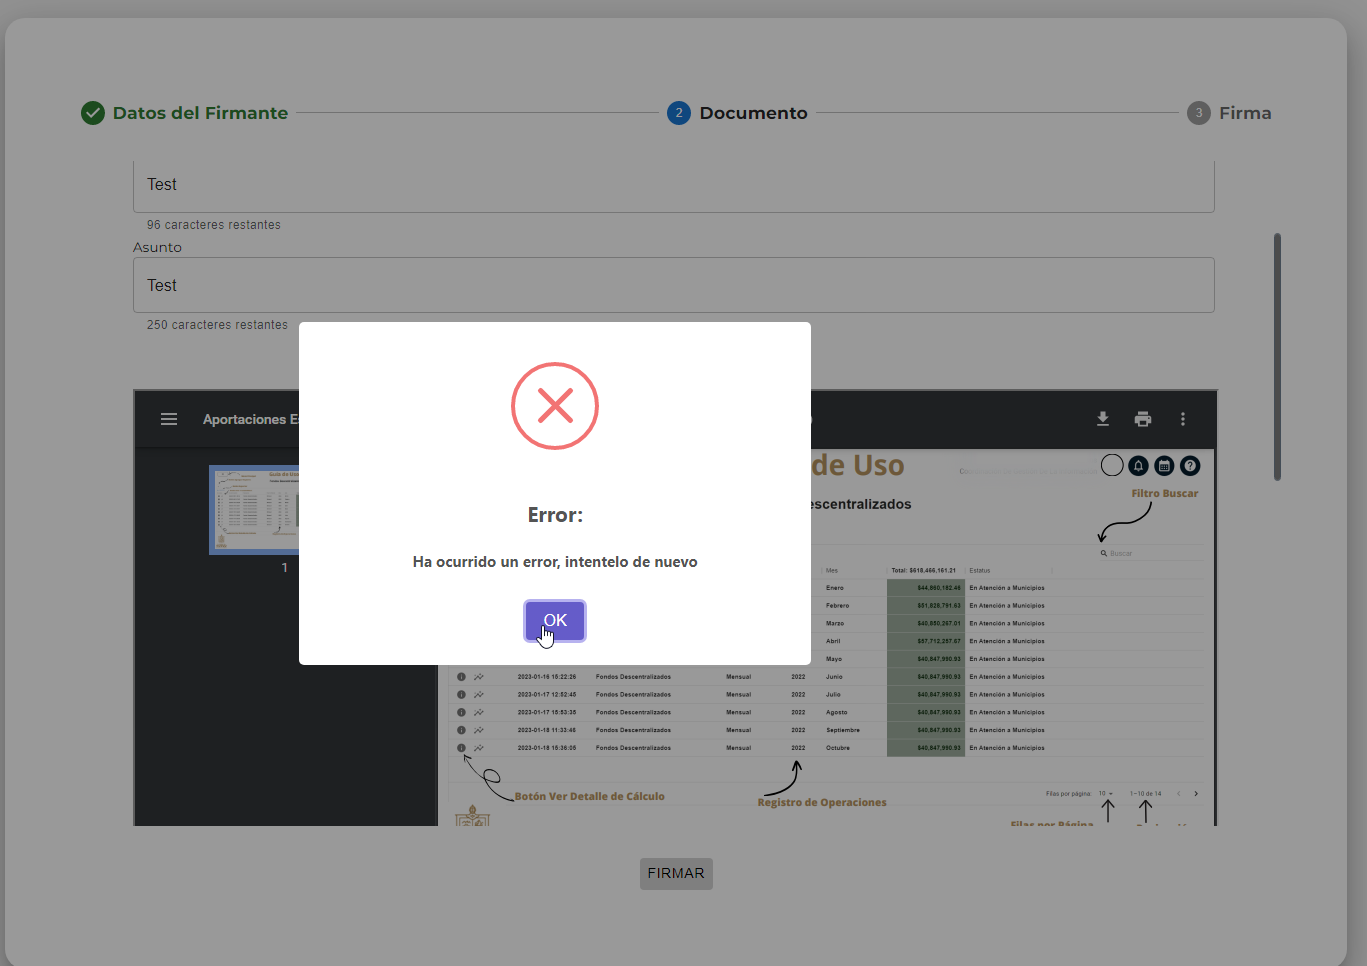 Datos del Firmante
2
Documento
3
Firma
Test
96 caracteres restantes
Asunto
Test
250 caracteres restantes
Aportaciones Es
de Uso
escentralizados
Filtro Buscar
Buscar
1
Error:
Ha ocurrido un error, intentelo de nuevo
OK
Mes Total: $618,466,161.21 Estatus
Enero $44,860,182.46 En Atención a Municipios
Febrero $51,828,791.63 En Atención a Municipios
Marzo $40,880,267.01 En Atención a Municipios
Abril $87,712,297.67 En Atención a Municipios
Mayo $40,847,990.93 En Atención a Municipios
2023-01-16 15:22:26 Fondos Descentralizados Mensual 2022 Junio $40,847,990.93 En Atención a Municipios
2023-01-17 12:52:48 Fondos Descentralizados Mensual 2022 Julio $40,847,990.93 En Atención a Municipios
2023-01-17 15:53:35 Fondos Descentralizados Mensual 2022 Agosto $40,847,990.93 En Atención a Municipios
2023-01-18 11:33:46 Fondos Descentralizados Mensual 2022 Septiembre $40,847,990.93 En Atención a Municipios
2023-01-18 15:36:05 Fondos Descentralizados Mensual 2022 Octubre $40,847,990.93 En Atención a Municipios
Botón Ver Detalle de Cálculo
Registro de Operaciones
Filas por página: 10 1–10 de 14
Filas por Página
FIRMAR